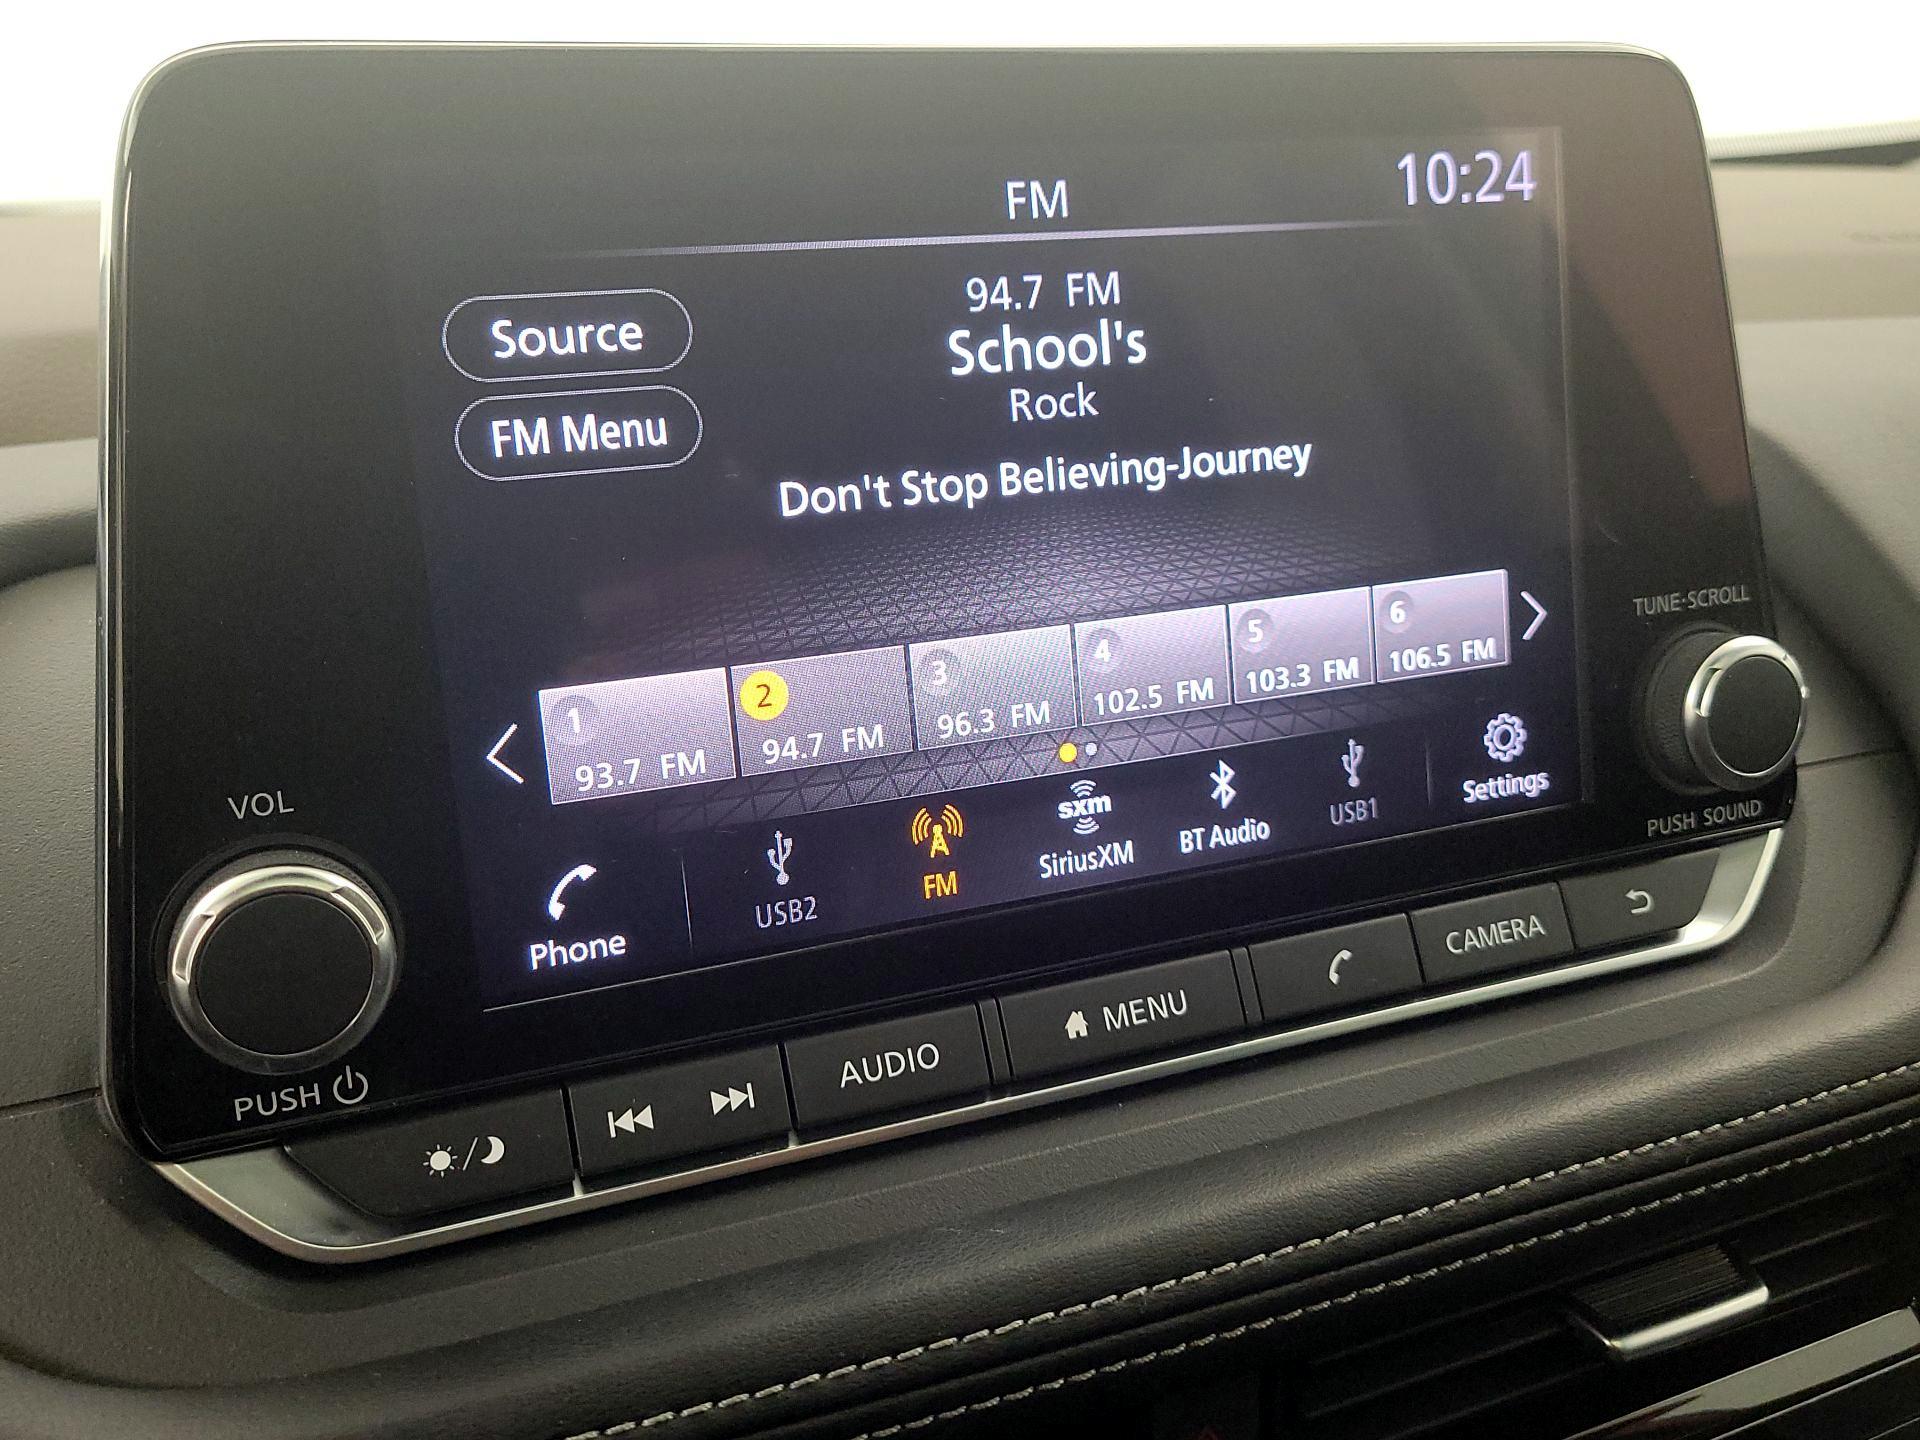 FM
10:24
Source
FM Menu
94.7 FM
School's
Rock
Don't Stop Believing-Journey
1
93.7 FM
2
94.7 FM
3
96.3 FM
4
102.5 FM
5
103.3 FM
6
106.5 FM
Phone
USB2
FM
sxm
SiriusXM
BT Audio
USB1
Settings
VOL
PUSH
TUNE·SCROLL
PUSH SOUND
AUDIO
MENU
CAMERA